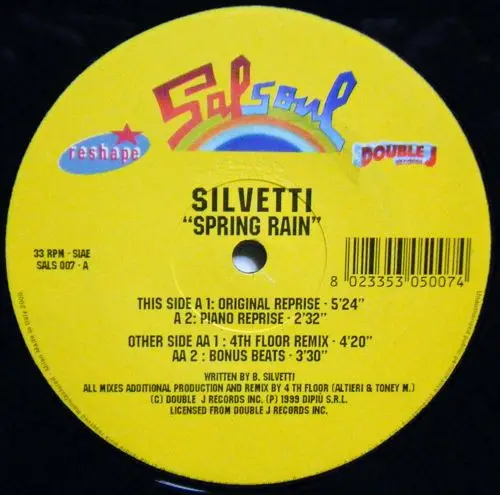 Salsoul
reshape
DOUBLE J
RECORDS
SILVETTI
"SPRING RAIN"
33 RPM - SIAE
SALS 007 - A
8 023353 050074
THIS SIDE A 1: ORIGINAL REPRISE - 5'24"
A 2: PIANO REPRISE - 2'32"
OTHER SIDE AA 1 : 4TH FLOOR REMIX - 4'20"
AA 2 : BONUS BEATS - 3'30"
WRITTEN BY B. SILVETTI
ALL MIXES ADDITIONAL PRODUCTION AND REMIX BY 4 TH FLOOR (ALTIERI & TONEY M.)
(C) DOUBLE J RECORDS INC. (P) 1999 DIPIÙ S.R.L.
LICENSED FROM DOUBLE J RECORDS INC.